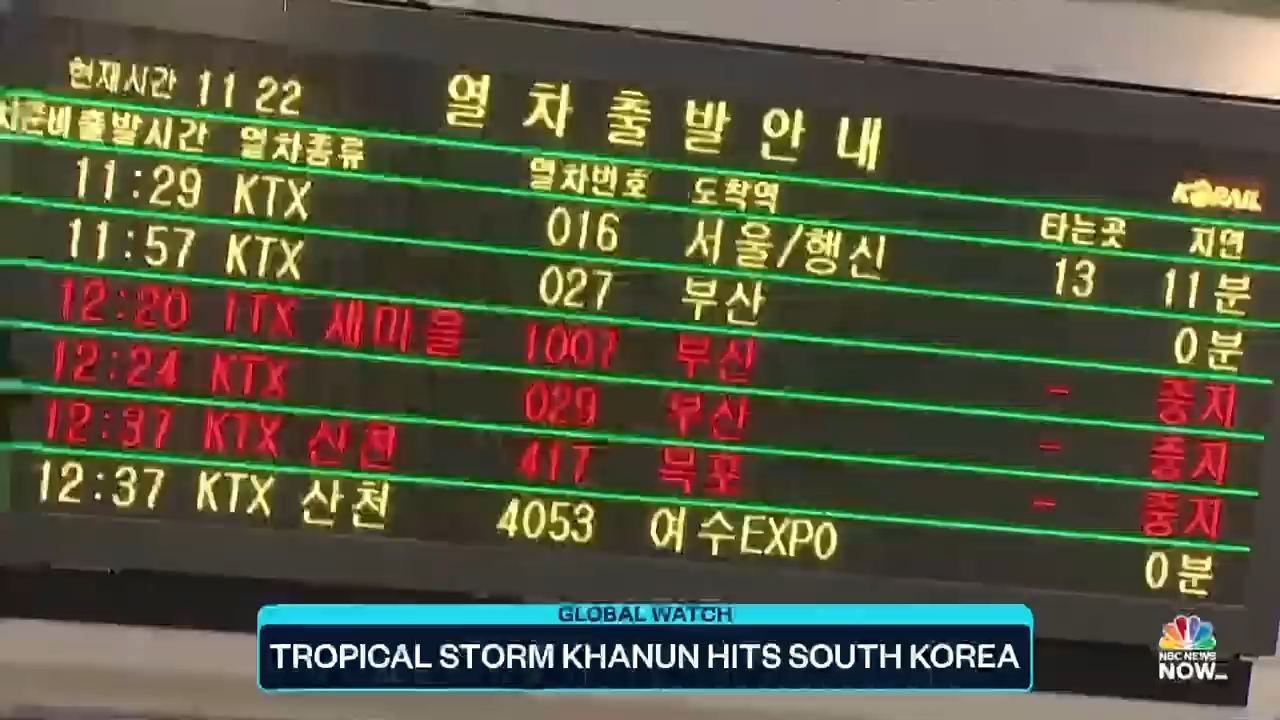 현재시간 11 22 열차출발안내
출발시간 열차종류 열차번호 도착역 타는곳 지연
KORAIL
11:29 KTX 016 서울/행신 13 11분
11:57 KTX 027 부산 0분
12:20 ITX 새마을 1007 부산 - 중지
12:24 KTX 029 부산 - 중지
12:37 KTX 산천 417 목포 - 중지
12:37 KTX 산천 4053 여수EXPO 0분
GLOBAL WATCH
TROPICAL STORM KHANUN HITS SOUTH KOREA
NBC NEWS
NOW